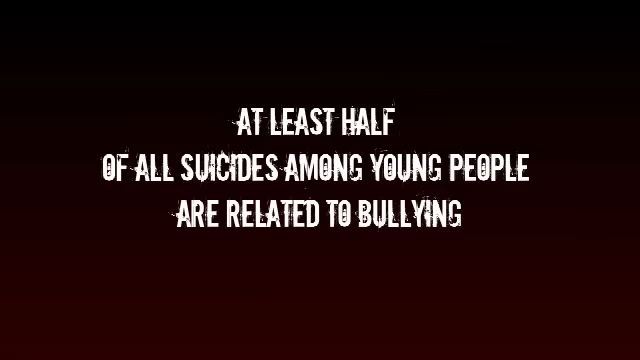 AT LEAST HALF
OF ALL SUICIDES AMONG YOUNG PEOPLE
ARE RELATED TO BULLYING